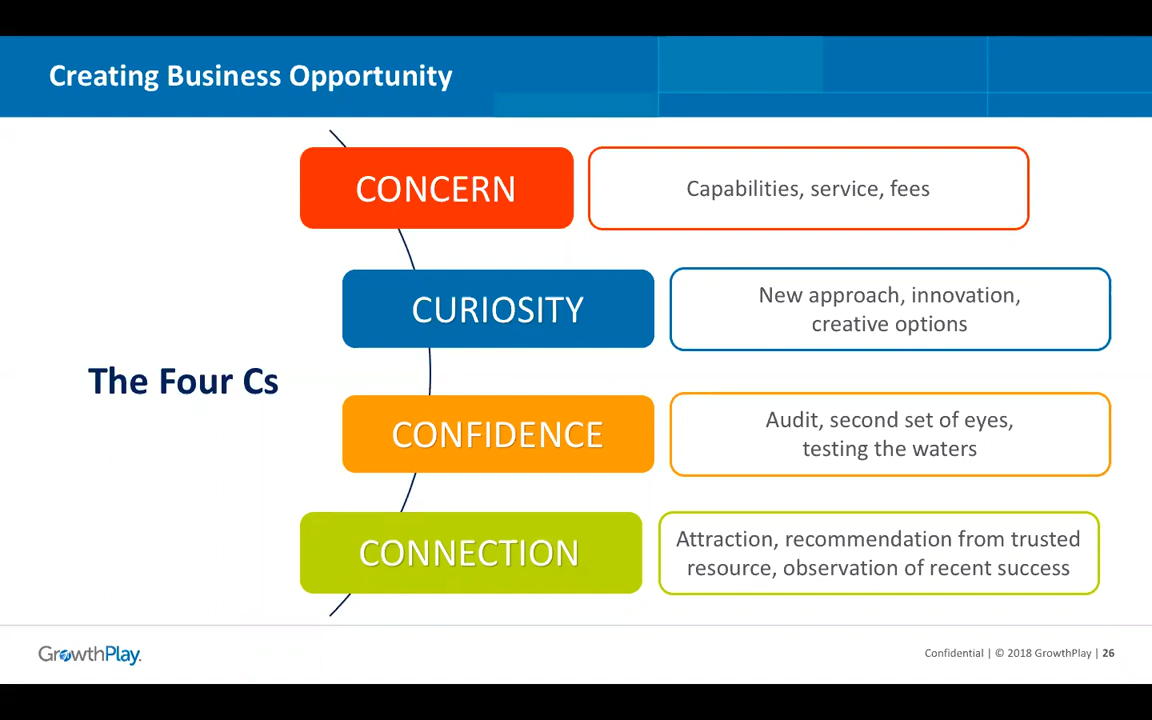 Creating Business Opportunity
CONCERN
Capabilities, service, fees
CURIOSITY
New approach, innovation,
creative options
The Four Cs
CONFIDENCE
Audit, second set of eyes,
testing the waters
CONNECTION
Attraction, recommendation from trusted
resource, observation of recent success
GrowthPlay.
Confidential | © 2018 GrowthPlay | 26